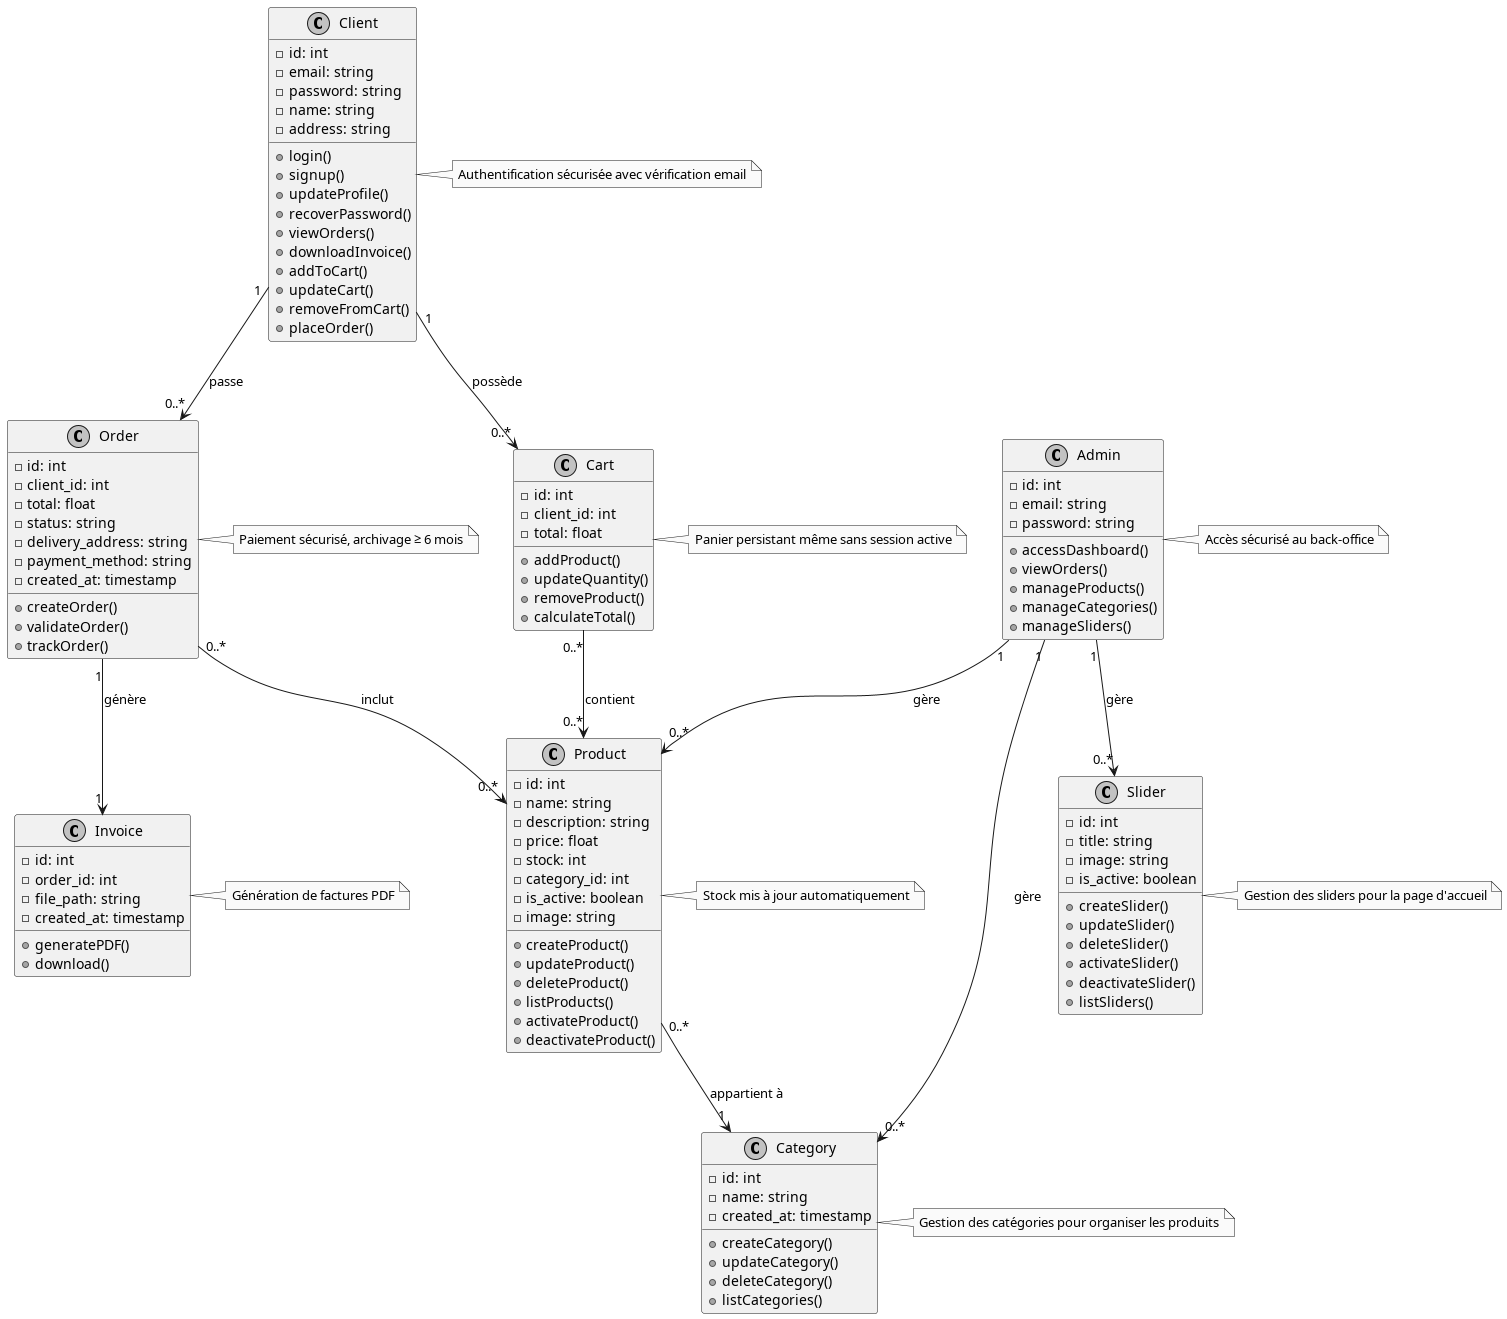 C Client
id: int
email: string
password: string
name: string
address: string
login()
signup()
updateProfile()
recoverPassword()
viewOrders()
downloadInvoice()
addToCart()
updateCart()
removeFromCart()
placeOrder()
Authentification sécurisée avec vérification email
1
passe
0..*
1
possède
0..*
C Order
id: int
client_id: int
total: float
status: string
delivery_address: string
payment_method: string
created_at: timestamp
createOrder()
validateOrder()
trackOrder()
Paiement sécurisé, archivage ≥ 6 mois
C Cart
id: int
client_id: int
total: float
addProduct()
updateQuantity()
removeProduct()
calculateTotal()
Panier persistant même sans session active
C Admin
id: int
email: string
password: string
accessDashboard()
viewOrders()
manageProducts()
manageCategories()
manageSliders()
Accès sécurisé au back-office
1
génère
1
0..*
inclut
0..*
0..*
contient
0..*
1
gère
0..*
1
gère
0..*
1
gère
0..*
C Invoice
id: int
order_id: int
file_path: string
created_at: timestamp
generatePDF()
download()
Génération de factures PDF
C Product
id: int
name: string
description: string
price: float
stock: int
category_id: int
is_active: boolean
image: string
createProduct()
updateProduct()
deleteProduct()
listProducts()
activateProduct()
deactivateProduct()
Stock mis à jour automatiquement
C Slider
id: int
title: string
image: string
is_active: boolean
createSlider()
updateSlider()
deleteSlider()
activateSlider()
deactivateSlider()
listSliders()
Gestion des sliders pour la page d'accueil
0..*
appartient à
1
C Category
id: int
name: string
created_at: timestamp
createCategory()
updateCategory()
deleteCategory()
listCategories()
Gestion des catégories pour organiser les produits